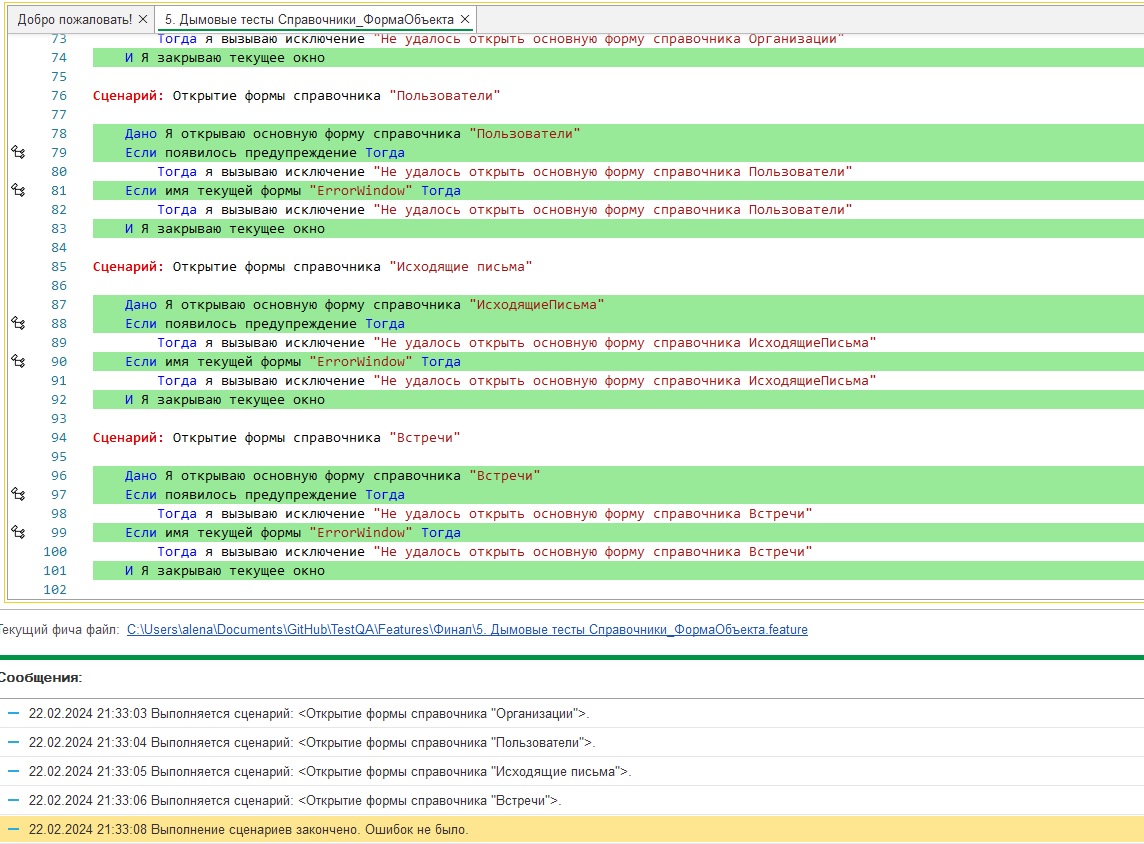 Добро пожаловать! × 5. Дымовые тесты Справочники_ФормаОбъекта ×
73 Тогда я вызываю исключение "Не удалось открыть основную форму справочника Организации"
74 И Я закрываю текущее окно
75
76 Сценарий: Открытие формы справочника "Пользователи"
77
78 Дано Я открываю основную форму справочника "Пользователи"
79 Если появилось предупреждение Тогда
80 Тогда я вызываю исключение "Не удалось открыть основную форму справочника Пользователи"
81 Если имя текущей формы "ErrorWindow" Тогда
82 Тогда я вызываю исключение "Не удалось открыть основную форму справочника Пользователи"
83 И Я закрываю текущее окно
84
85 Сценарий: Открытие формы справочника "Исходящие письма"
86
87 Дано Я открываю основную форму справочника "ИсходящиеПисьма"
88 Если появилось предупреждение Тогда
89 Тогда я вызываю исключение "Не удалось открыть основную форму справочника ИсходящиеПисьма"
90 Если имя текущей формы "ErrorWindow" Тогда
91 Тогда я вызываю исключение "Не удалось открыть основную форму справочника ИсходящиеПисьма"
92 И Я закрываю текущее окно
93
94 Сценарий: Открытие формы справочника "Встречи"
95
96 Дано Я открываю основную форму справочника "Встречи"
97 Если появилось предупреждение Тогда
98 Тогда я вызываю исключение "Не удалось открыть основную форму справочника Встречи"
99 Если имя текущей формы "ErrorWindow" Тогда
100 Тогда я вызываю исключение "Не удалось открыть основную форму справочника Встречи"
101 И Я закрываю текущее окно
102
Текущий фича файл: C:\Users\alena\Documents\GitHub\TestQA\Features\Финал\5. Дымовые тесты Справочники_ФормаОбъекта.feature
Сообщения:
22.02.2024 21:33:03 Выполняется сценарий: <Открытие формы справочника "Организации">.
22.02.2024 21:33:04 Выполняется сценарий: <Открытие формы справочника "Пользователи">.
22.02.2024 21:33:05 Выполняется сценарий: <Открытие формы справочника "Исходящие письма">.
22.02.2024 21:33:06 Выполняется сценарий: <Открытие формы справочника "Встречи">.
22.02.2024 21:33:08 Выполнение сценариев закончено. Ошибок не было.